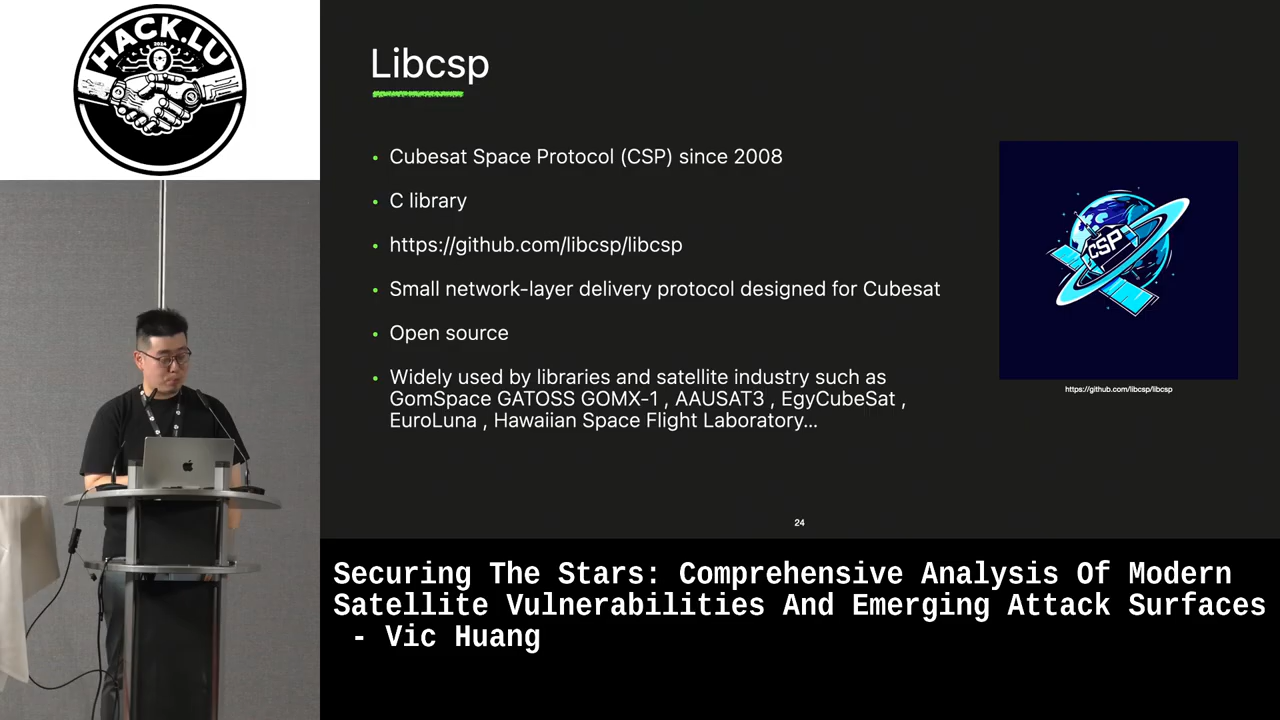 HACK.LU
2024
Libcsp
• Cubesat Space Protocol (CSP) since 2008
• C library
• https://github.com/libcsp/libcsp
• Small network-layer delivery protocol designed for Cubesat
• Open source
• Widely used by libraries and satellite industry such as
GomSpace GATOSS GOMX-1 , AAUSAT3 , EgyCubeSat ,
EuroLuna , Hawaiian Space Flight Laboratory...
CSP
https://github.com/libcsp/libcsp
24
Securing The Stars: Comprehensive Analysis Of Modern
Satellite Vulnerabilities And Emerging Attack Surfaces
- Vic Huang